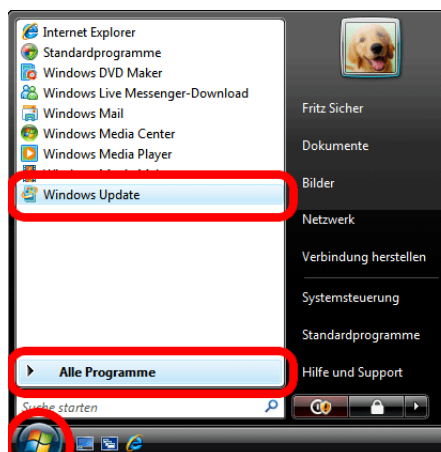 Internet Explorer
Standardprogramme
Windows DVD Maker
Windows Live Messenger-Download
Windows Mail
Windows Media Center
Windows Media Player
Windows Update
Alle Programme
Suche starten
Fritz Sicher
Dokumente
Bilder
Netzwerk
Verbindung herstellen
Systemsteuerung
Standardprogramme
Hilfe und Support